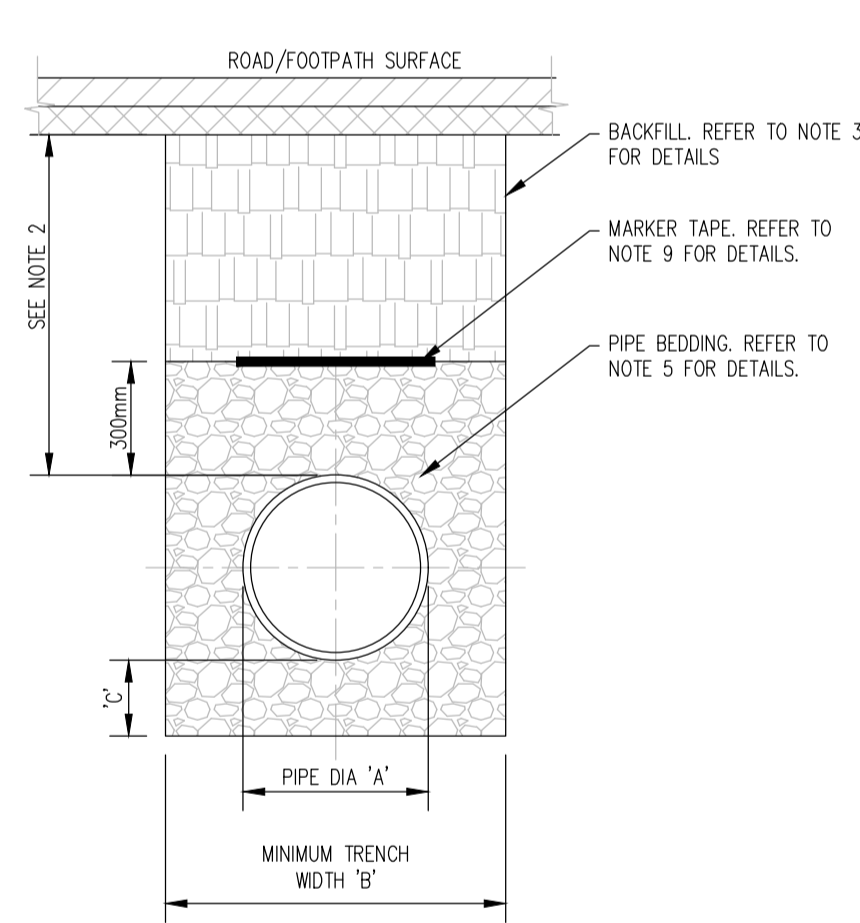 ROAD/FOOTPATH SURFACE
BACKFILL. REFER TO NOTE 3
FOR DETAILS
MARKER TAPE. REFER TO
NOTE 9 FOR DETAILS.
PIPE BEDDING. REFER TO
NOTE 5 FOR DETAILS.
SEE NOTE 2
300mm
'C'
PIPE DIA 'A'
MINIMUM TRENCH
WIDTH 'B'